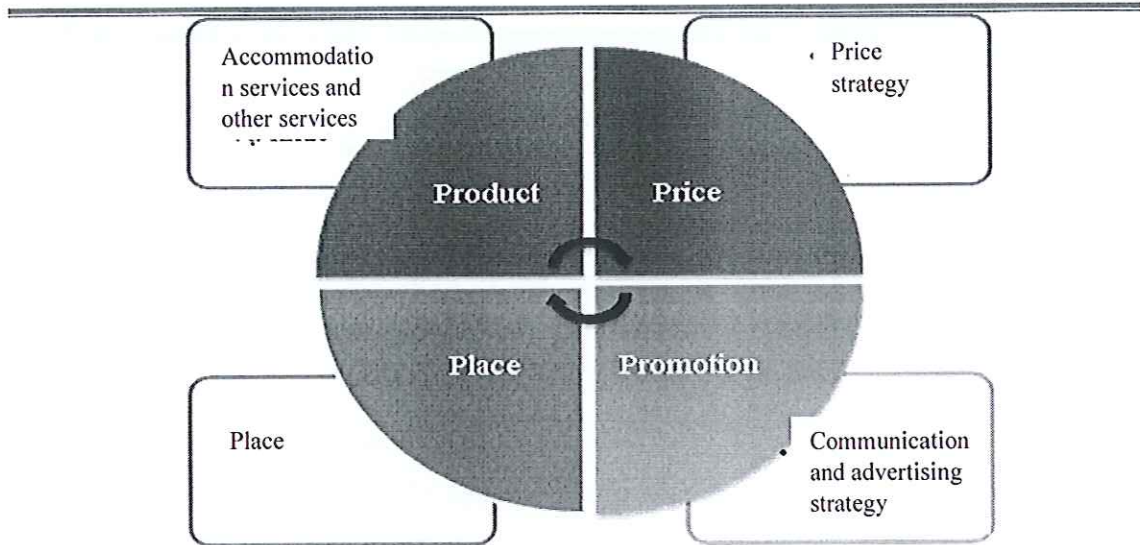 Accommodatio
n services and
other services
Price
strategy
Product
Price
Place
Promotion
Place
Communication
and advertising
strategy